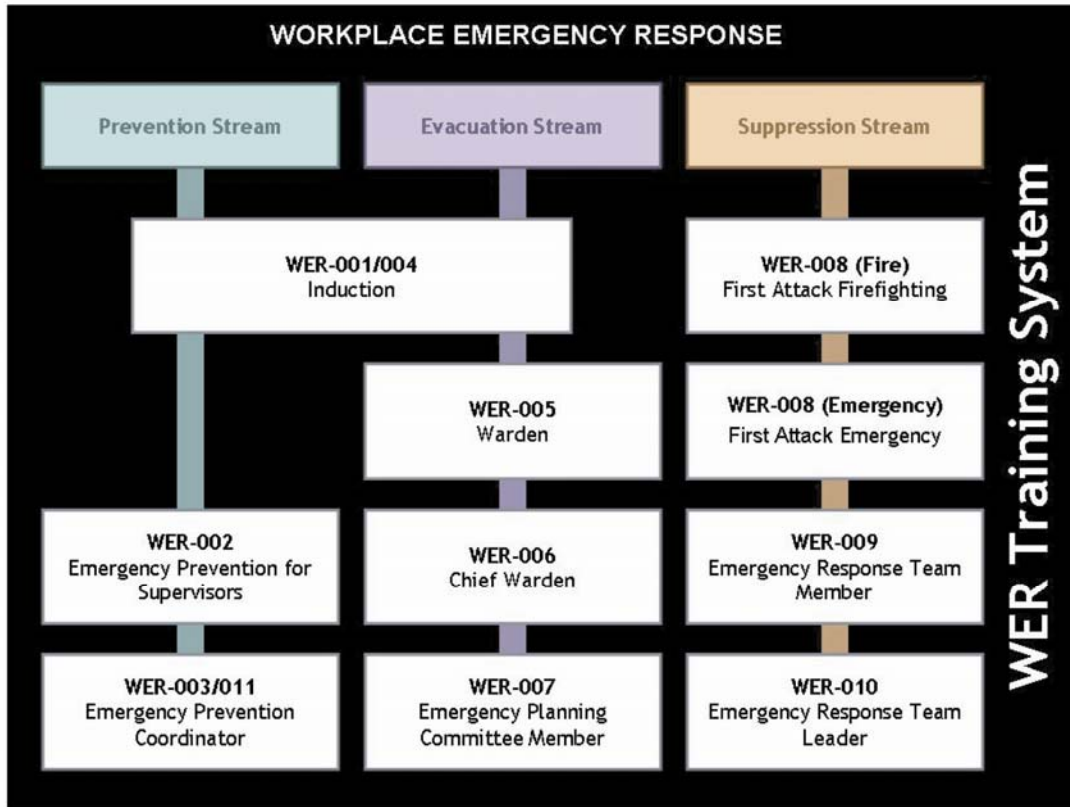 WORKPLACE EMERGENCY RESPONSE
Prevention Stream
Evacuation Stream
Suppression Stream
WER-001/004
Induction
WER-008 (Fire)
First Attack Firefighting
WER-005
Warden
WER-008 (Emergency)
First Attack Emergency
WER-002
Emergency Prevention for
Supervisors
WER-006
Chief Warden
WER-009
Emergency Response Team
Member
WER-003/011
Emergency Prevention
Coordinator
WER-007
Emergency Planning
Committee Member
WER-010
Emergency Response Team
Leader
WER Training System